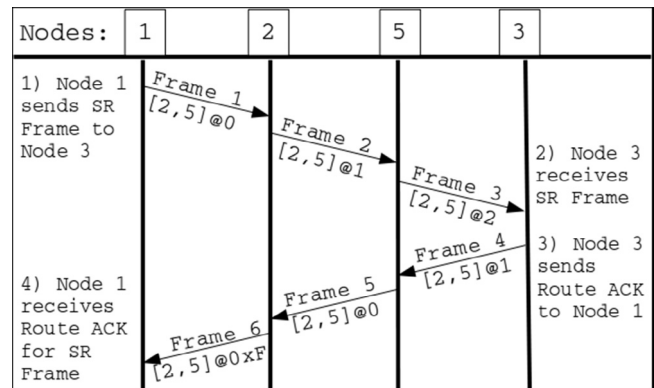 Nodes: 1 2 5 3
1) Node 1
sends SR
Frame to
Node 3
Frame 1
[2,5]@0
Frame 2
[2,5]@1
Frame 3
[2,5]@2
2) Node 3
receives
SR Frame
3) Node 3
sends
Route ACK
to Node 1
Frame 4
[2,5]@1
Frame 5
[2,5]@0
Frame 6
[2,5]@0xF
4) Node 1
receives
Route ACK
for SR
Frame